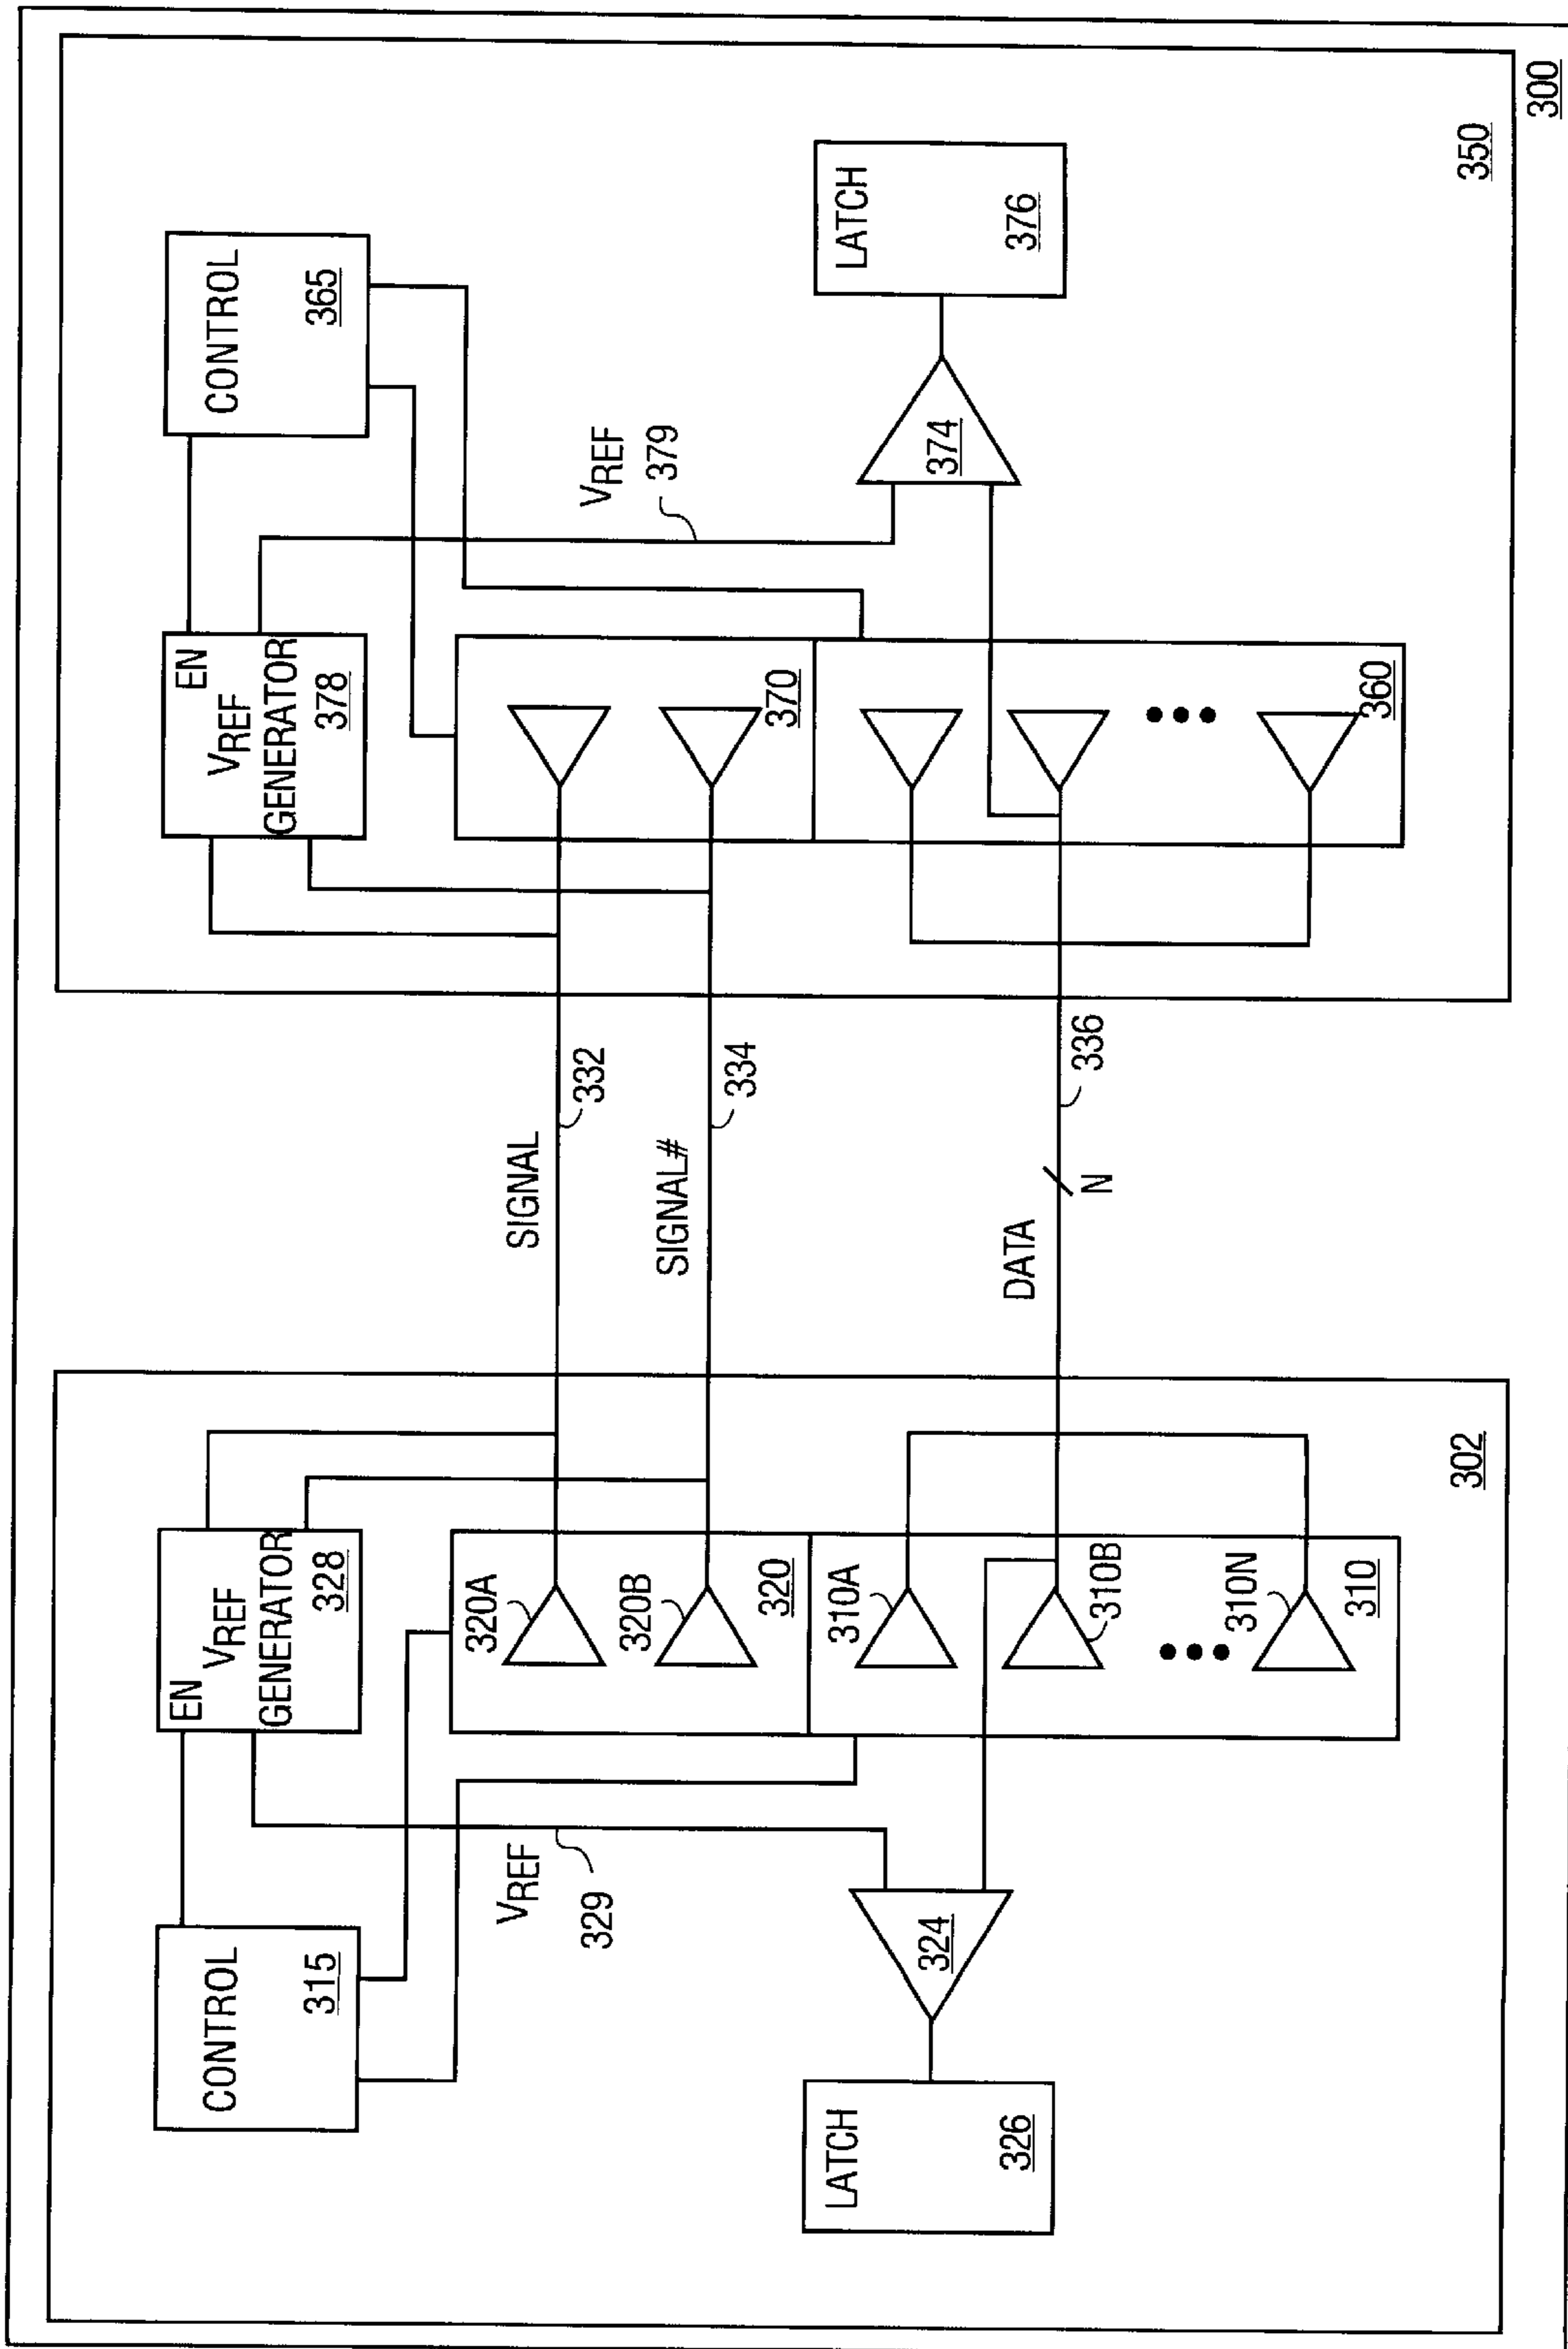 CONTROL
315
EN
VREF
GENERATOR
328
VREF
329
320A
320B
320
310A
310B
310N
310
324
LATCH
326
302
SIGNAL
332
SIGNAL#
334
DATA
N
336
EN
VREF
GENERATOR
378
CONTROL
365
VREF
379
370
360
374
LATCH
376
350
300